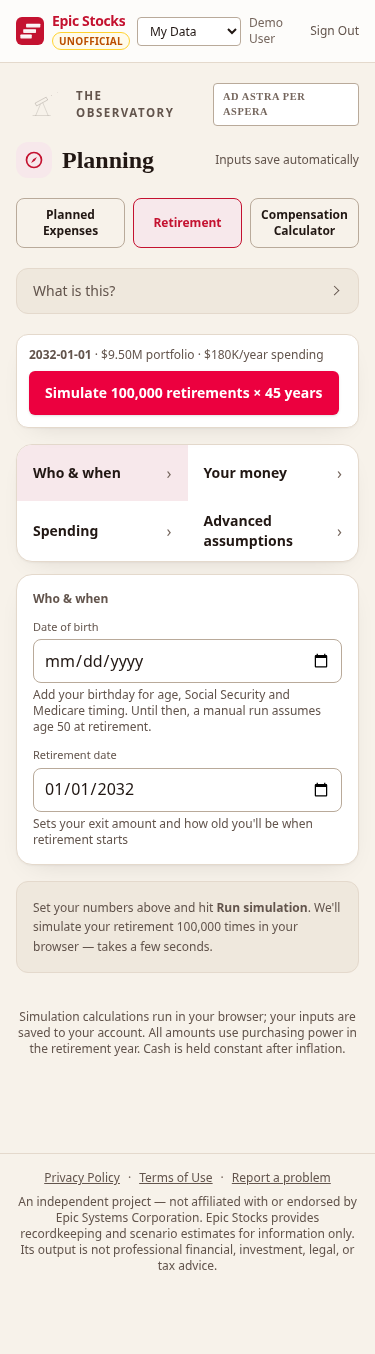 Epic Stocks
UNOFFICIAL
My Data
Demo
User
Sign Out
THE
OBSERVATORY
AD ASTRA PER
ASPERA
Planning
Inputs save automatically
Planned
Expenses
Retirement
Compensation
Calculator
What is this?
2032-01-01 · $9.50M portfolio · $180K/year spending
Simulate 100,000 retirements × 45 years
Who & when
Your money
Spending
Advanced
assumptions
Who & when
Date of birth
mm/dd/yyyy
Add your birthday for age, Social Security and
Medicare timing. Until then, a manual run assumes
age 50 at retirement.
Retirement date
01/01/2032
Sets your exit amount and how old you'll be when
retirement starts
Set your numbers above and hit Run simulation. We'll
simulate your retirement 100,000 times in your
browser — takes a few seconds.
Simulation calculations run in your browser; your inputs are
saved to your account. All amounts use purchasing power in
the retirement year. Cash is held constant after inflation.
Privacy Policy · Terms of Use · Report a problem
An independent project — not affiliated with or endorsed by
Epic Systems Corporation. Epic Stocks provides
recordkeeping and scenario estimates for information only.
Its output is not professional financial, investment, legal, or
tax advice.